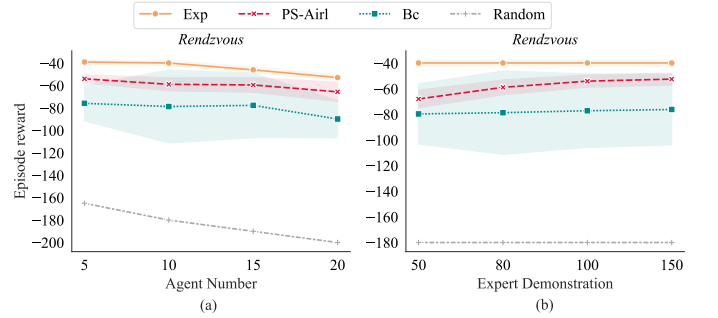 Exp PS-Airl Bc Random
Rendzvous Rendzvous
−40 −40
−60 −60
−80 −80
−100 −100
−120 −120
−140 −140
−160 −160
−180 −180
−200
Episode reward
5 10 15 20 50 80 100 150
Agent Number Expert Demonstration
(a) (b)